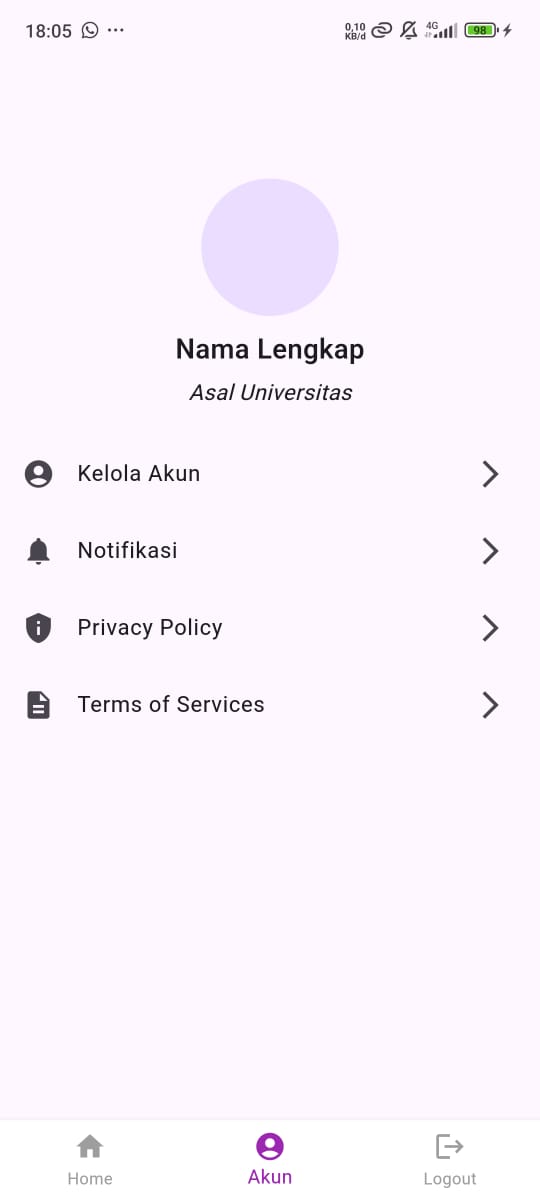 18:05
0,10
KB/d
4G
98
Nama Lengkap
Asal Universitas
Kelola Akun
Notifikasi
Privacy Policy
Terms of Services
Home
Akun
Logout